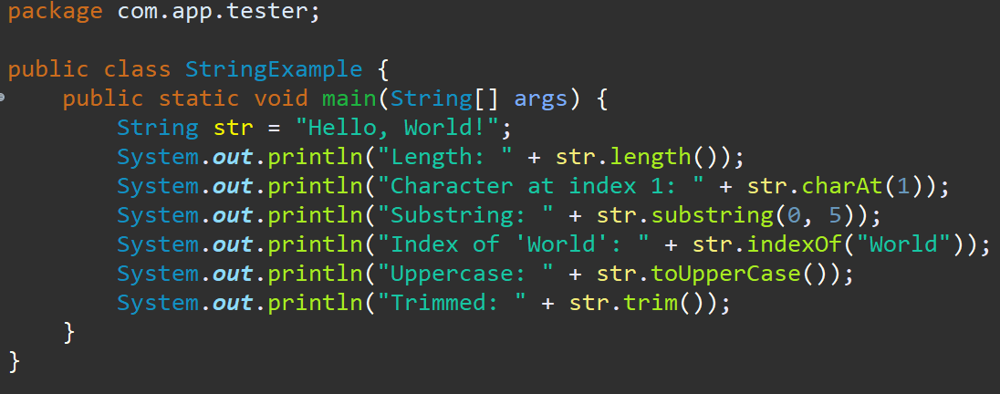 package com.app.tester;
public class StringExample {
public static void main(String[] args) {
String str = "Hello, World!";
System.out.println("Length: " + str.length());
System.out.println("Character at index 1: " + str.charAt(1));
System.out.println("Substring: " + str.substring(0, 5));
System.out.println("Index of 'World': " + str.indexOf("World"));
System.out.println("Uppercase: " + str.toUpperCase());
System.out.println("Trimmed: " + str.trim());
}
}